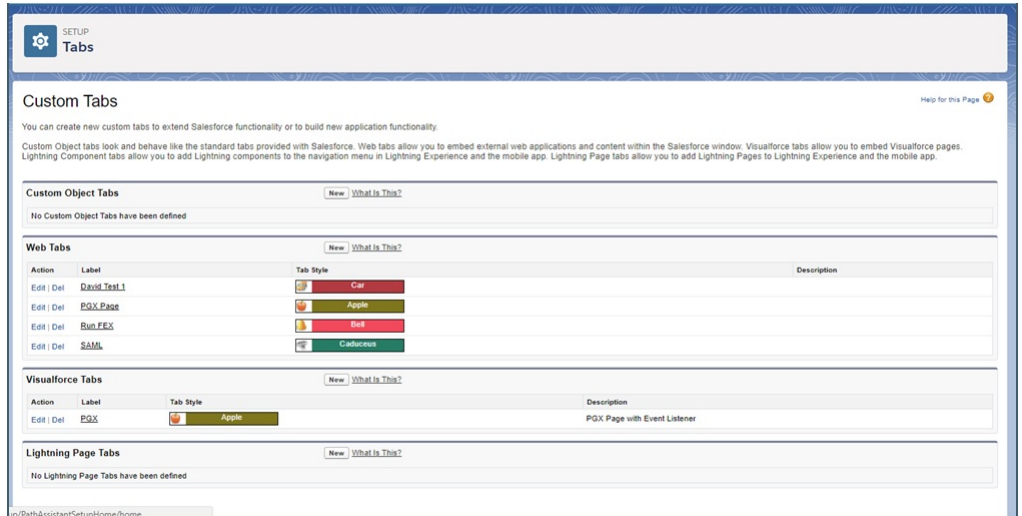 SETUP
Tabs
Custom Tabs
Help for this Page
You can create new custom tabs to extend Salesforce functionality or to build new application functionality.
Custom Object tabs look and behave like the standard tabs provided with Salesforce. Web tabs allow you to embed external web applications and content within the Salesforce window. Visualforce tabs allow you to embed Visualforce pages.
Lightning Component tabs allow you to add Lightning components to the navigation menu in Lightning Experience and the mobile app. Lightning Page tabs allow you to add Lightning Pages to Lightning Experience and the mobile app.
Custom Object Tabs New What Is This?
No Custom Object Tabs have been defined
Web Tabs New What Is This?
Action Label Tab Style Description
Edit | Del David Test 1 Car
Edit | Del PGX Page Apple
Edit | Del Run FEX Bell
Edit | Del SAML Caduceus
Visualforce Tabs New What Is This?
Action Label Tab Style Description
Edit | Del PGX Apple PGX Page with Event Listener
Lightning Page Tabs New What Is This?
No Lightning Page Tabs have been defined
up/PathAssistantSetupHome/home